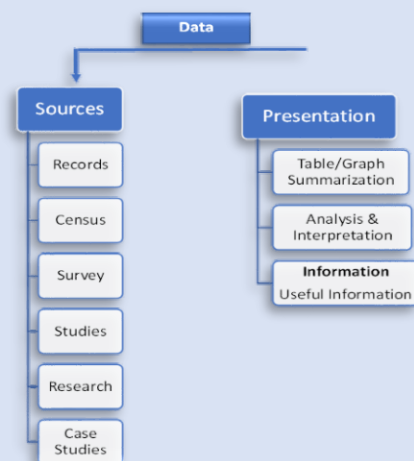 Data
Sources
Records
Census
Survey
Studies
Research
Case
Studies
Presentation
Table/Graph
Summarization
Analysis &
Interpretation
Information
Useful Information